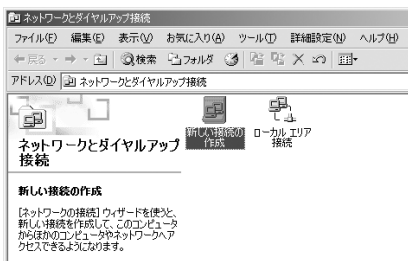 ネットワークとダイヤルアップ接続
ファイル(F) 編集(E) 表示(V) お気に入り(A) ツール(T) 詳細設定(N) ヘルプ(H)
戻る 検索 フォルダ
アドレス(D) ネットワークとダイヤルアップ接続
ネットワークとダイヤルアップ
接続
新しい接続の作成
[ネットワークの接続] ウィザードを使うと、
新しい接続を作成して、このコンピュータ
からほかのコンピュータやネットワークへア
クセスできるようになります。
新しい接続の
作成
ローカル エリア
接続